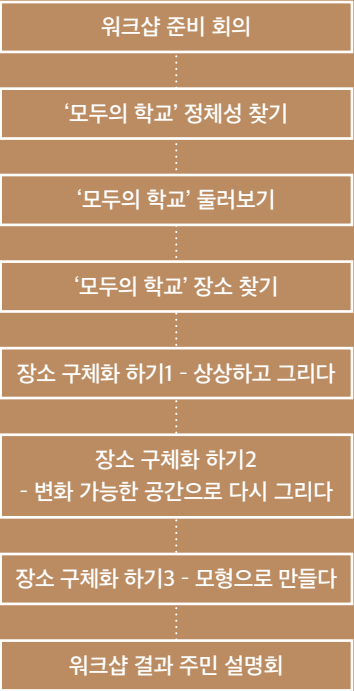 워크샵 준비 회의
‘모두의 학교’ 정체성 찾기
‘모두의 학교’ 둘러보기
‘모두의 학교’ 장소 찾기
장소 구체화 하기1 - 상상하고 그리다
장소 구체화 하기2
- 변화 가능한 공간으로 다시 그리다
장소 구체화 하기3 - 모형으로 만들다
워크샵 결과 주민 설명회